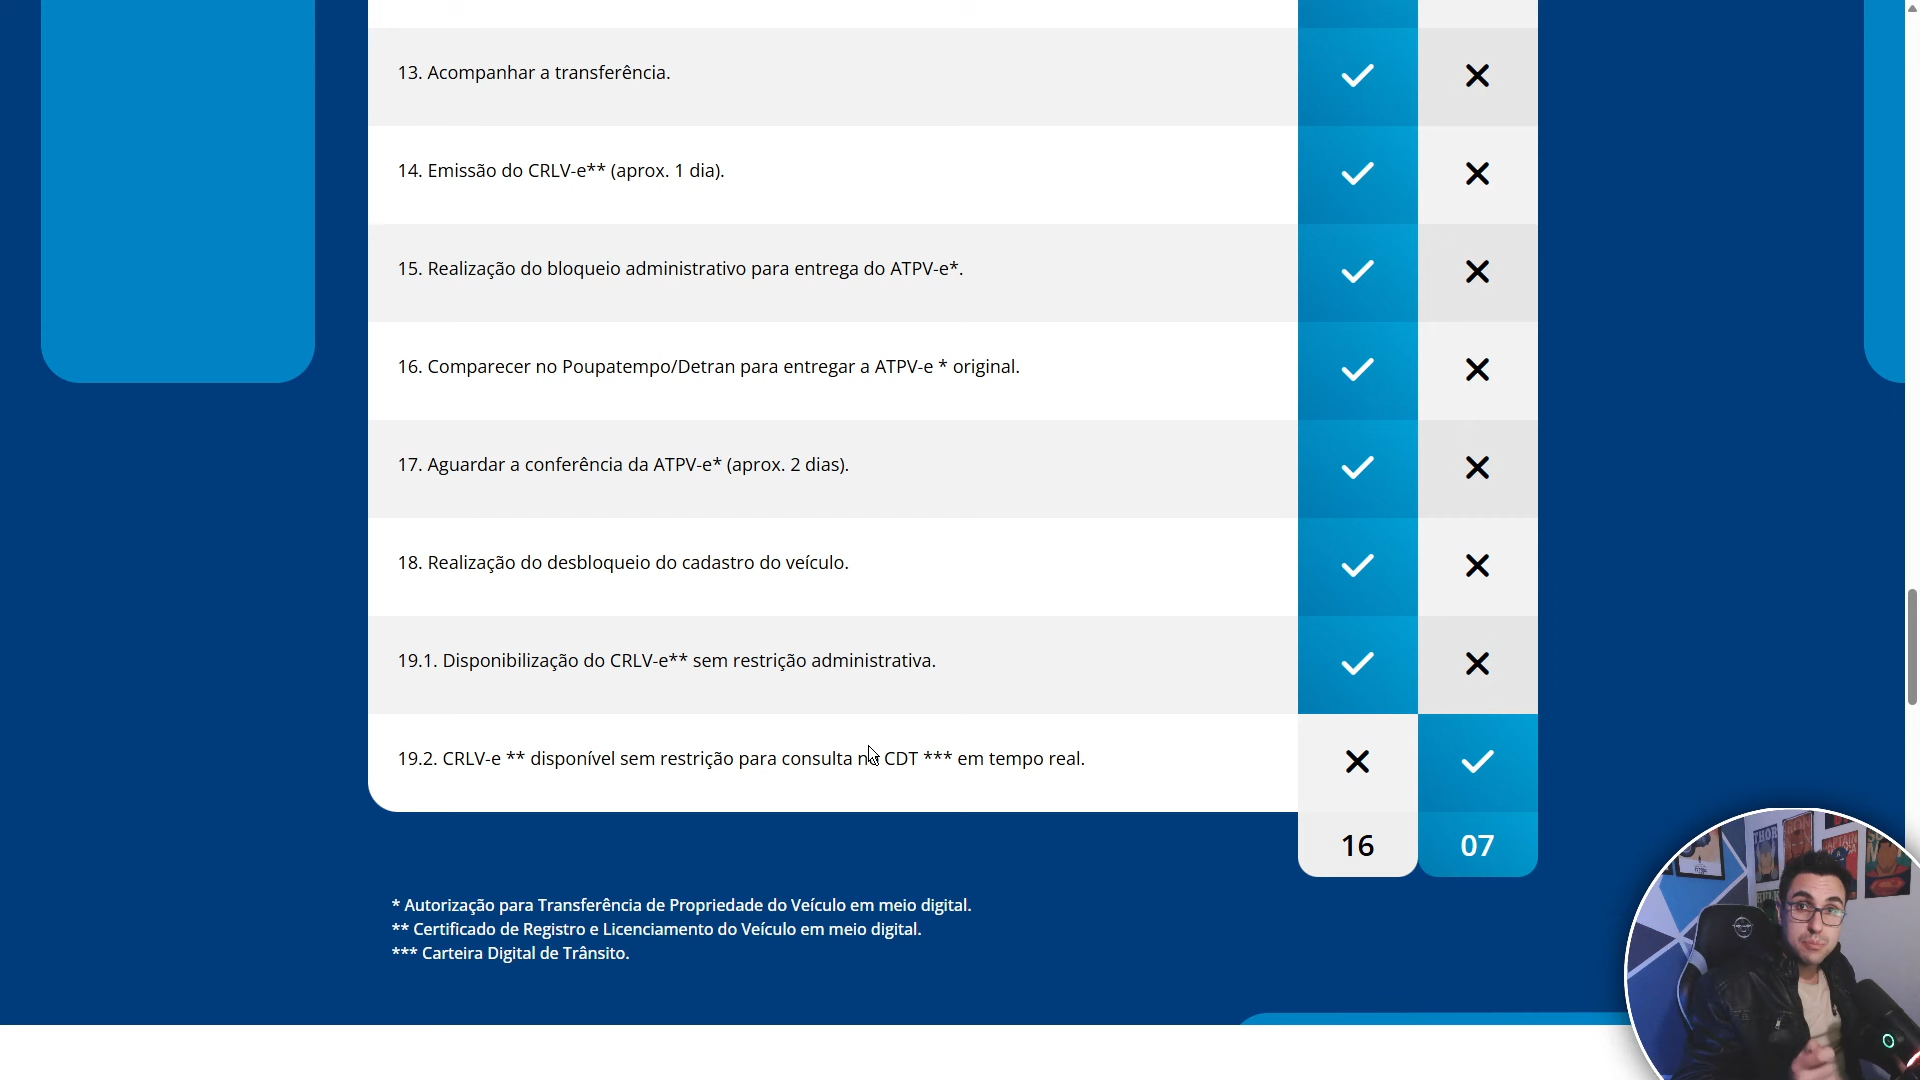 13. Acompanhar a transferência.
14. Emissão do CRLV-e** (aprox. 1 dia).
15. Realização do bloqueio administrativo para entrega do ATPV-e*.
16. Comparecer no Poupatempo/Detran para entregar a ATPV-e * original.
17. Aguardar a conferência da ATPV-e* (aprox. 2 dias).
18. Realização do desbloqueio do cadastro do veículo.
19.1. Disponibilização do CRLV-e** sem restrição administrativa.
19.2. CRLV-e ** disponível sem restrição para consulta na CDT *** em tempo real.
16 07
* Autorização para Transferência de Propriedade do Veículo em meio digital.
** Certificado de Registro e Licenciamento do Veículo em meio digital.
*** Carteira Digital de Trânsito.
THOR